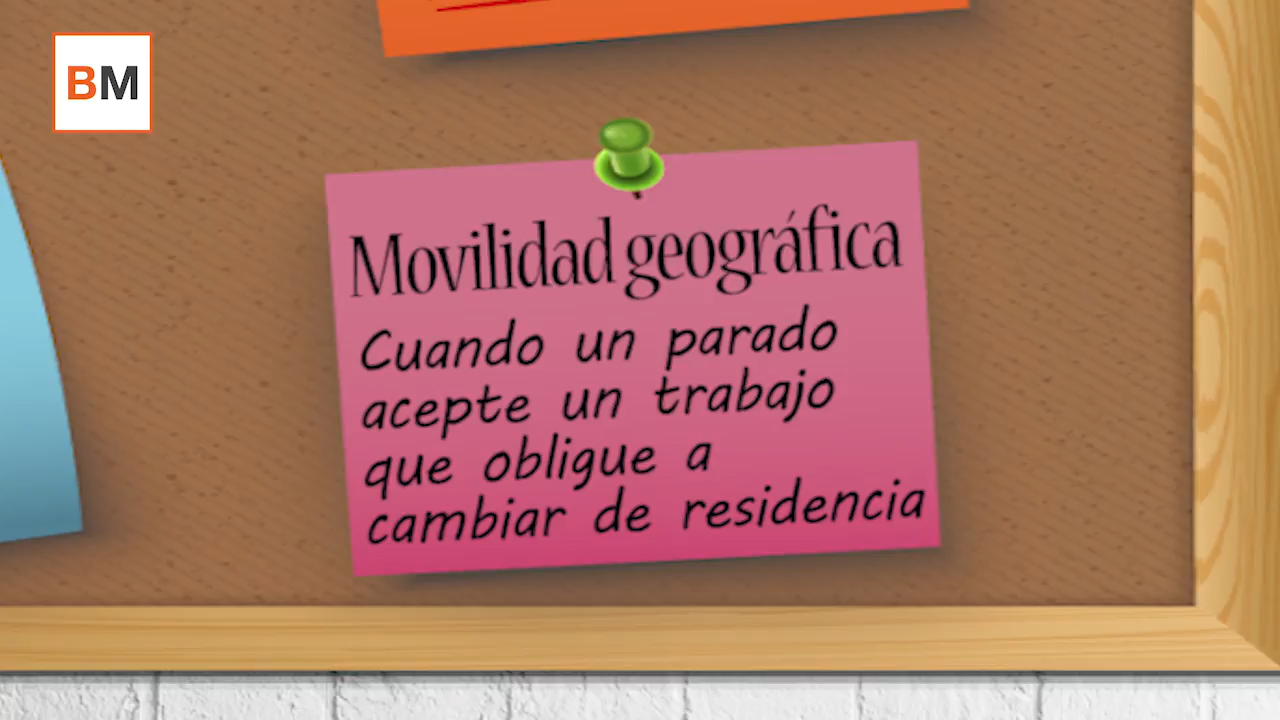 BM
Movilidad geográfica
Cuando un parado
acepte un trabajo
que obligue a
cambiar de residencia